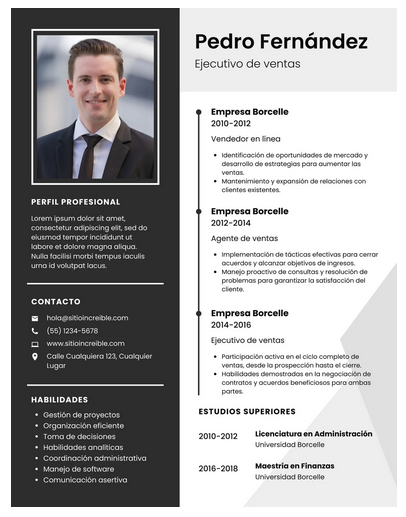 Pedro Fernández
Ejecutivo de ventas
PERFIL PROFESIONAL
Lorem ipsum dolor sit amet,
consectetur adipiscing elit, sed do
eiusmod tempor incididunt ut
labore et dolore magna aliqua.
Nulla facilisi morbi tempus iaculis
urna id volutpat lacus.
CONTACTO
hola@sitioincreible.com
(55) 1234-5678
www.sitioincreible.com
Calle Cualquiera 123, Cualquier
Lugar
HABILIDADES
Gestión de proyectos
Organización eficiente
Toma de decisiones
Habilidades analíticas
Coordinación administrativa
Manejo de software
Comunicación asertiva
Empresa Borcelle
2010-2012
Vendedor en línea
Identificación de oportunidades de mercado y
desarrollo de estrategias para aumentar las
ventas.
Mantenimiento y expansión de relaciones con
clientes existentes.
Empresa Borcelle
2012-2014
Agente de ventas
Implementación de tácticas efectivas para cerrar
acuerdos y alcanzar objetivos de ingresos.
Manejo proactivo de consultas y resolución de
problemas para garantizar la satisfacción del
cliente.
Empresa Borcelle
2014-2016
Ejecutivo de ventas
Participación activa en el ciclo completo de
ventas, desde la prospección hasta el cierre.
Habilidades demostradas en la negociación de
contratos y acuerdos beneficiosos para ambas
partes.
ESTUDIOS SUPERIORES
2010-2012 Licenciatura en Administración
Universidad Borcelle
2016-2018 Maestría en Finanzas
Universidad Borcelle